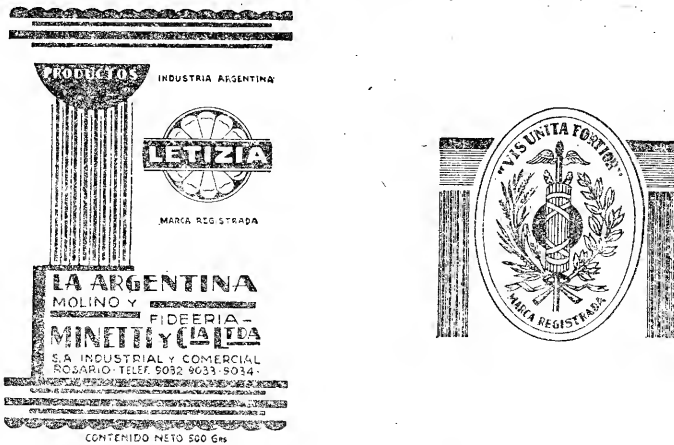 PRODUCTOS
INDUSTRIA ARGENTINA
LETIZIA
MARCA REGISTRADA
LA ARGENTINA
MOLINO Y
FIDEERIA-
MINETTI Y CIA LTDA
S.A INDUSTRIAL Y COMERCIAL
ROSARIO-TELEF. 9032 9033-9034-
CONTENIDO NETO 500 Grs
"VIS UNITA FORTIOR"
MARCA REGISTRADA